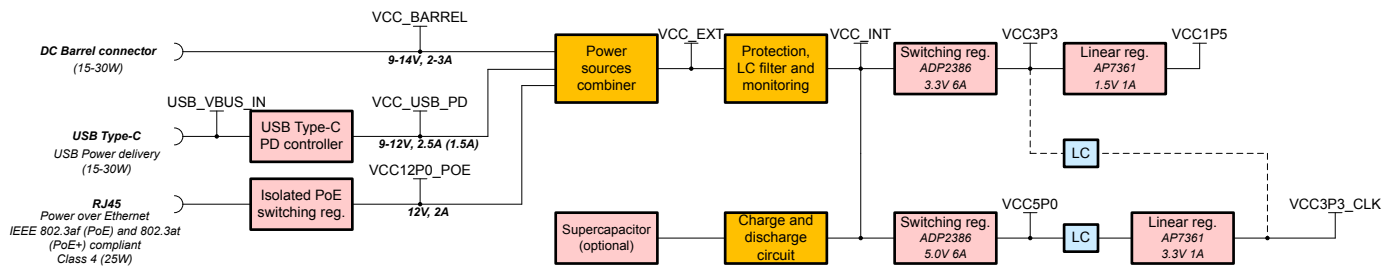 VCC_BARREL
DC Barrel connector
(15-30W)
9-14V, 2-3A
USB_VBUS_IN
USB Type-C
USB Power delivery
(15-30W)
USB Type-C
PD controller
VCC_USB_PD
9-12V, 2.5A (1.5A)
RJ45
Power over Ethernet
IEEE 802.3af (PoE) and 802.3at
(PoE+) compliant
Class 4 (25W)
Isolated PoE
switching reg.
VCC12P0_POE
12V, 2A
Power
sources
combiner
VCC_EXT
Protection,
LC filter and
monitoring
VCC_INT
Switching reg.
ADP2386
3.3V 6A
VCC3P3
Linear reg.
AP7361
1.5V 1A
VCC1P5
LC
Supercapacitor
(optional)
Charge and
discharge
circuit
Switching reg.
ADP2386
5.0V 6A
VCC5P0
LC
Linear reg.
AP7361
3.3V 1A
VCC3P3_CLK